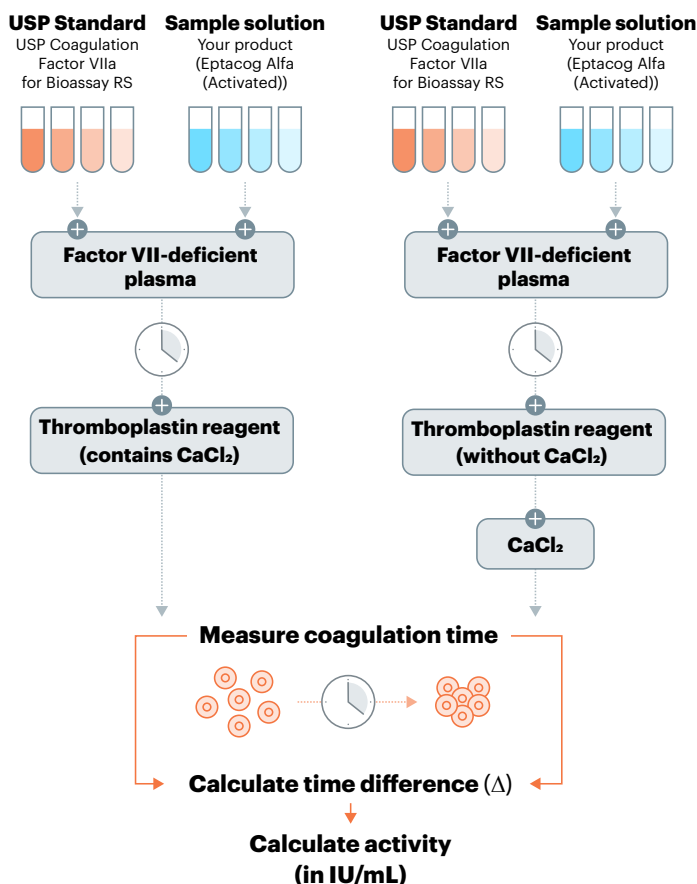 USP Standard
USP Coagulation
Factor VIIa
for Bioassay RS
Sample solution
Your product
(Eptacog Alfa
(Activated))
Factor VII-deficient
plasma
Thromboplastin reagent
(contains CaCl₂)
USP Standard
USP Coagulation
Factor VIIa
for Bioassay RS
Sample solution
Your product
(Eptacog Alfa
(Activated))
Factor VII-deficient
plasma
Thromboplastin reagent
(without CaCl₂)
CaCl₂
Measure coagulation time
Calculate time difference (Δ)
Calculate activity
(in IU/mL)